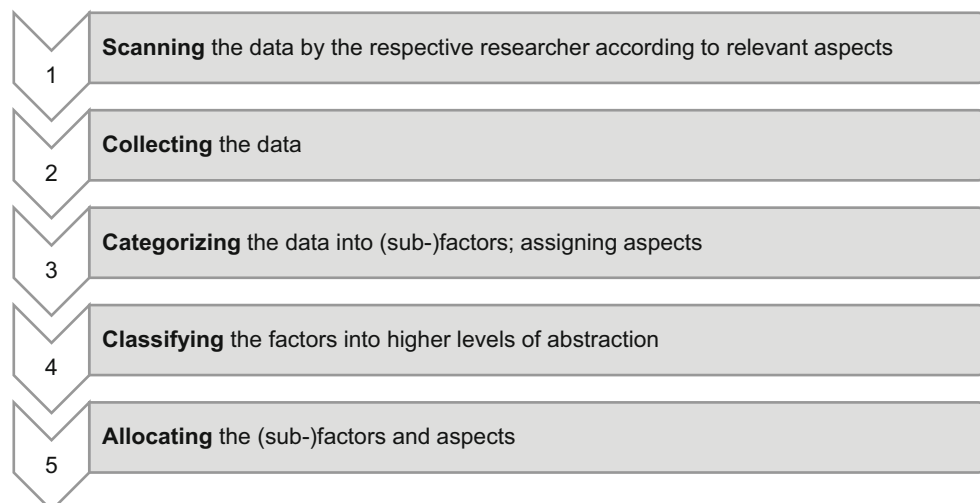 1
Scanning the data by the respective researcher according to relevant aspects
2
Collecting the data
3
Categorizing the data into (sub-)factors; assigning aspects
4
Classifying the factors into higher levels of abstraction
5
Allocating the (sub-)factors and aspects